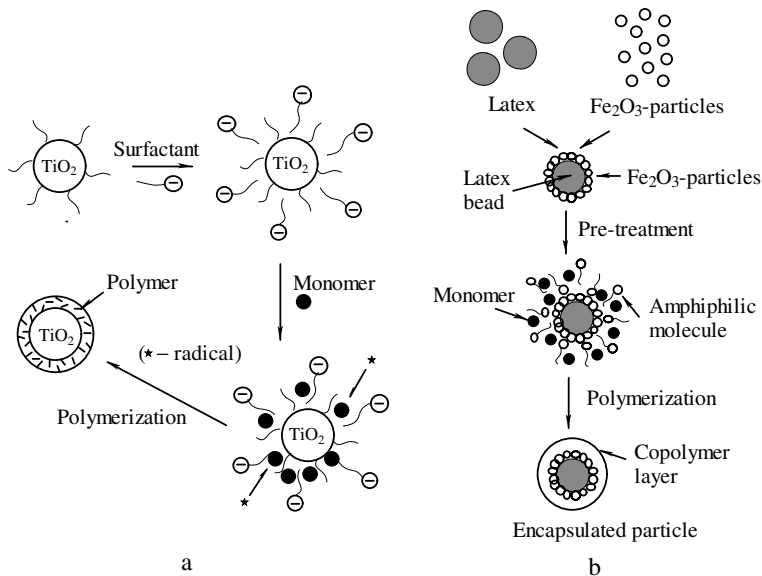 TiO2
Surfactant
TiO2
Monomer
Polymer
TiO2
(★– radical)
Polymerization
TiO2
a
Latex
Fe2O3-particles
Latex
bead
Fe2O3-particles
Pre-treatment
Monomer
Amphiphilic
molecule
Polymerization
Copolymer
layer
Encapsulated particle
b